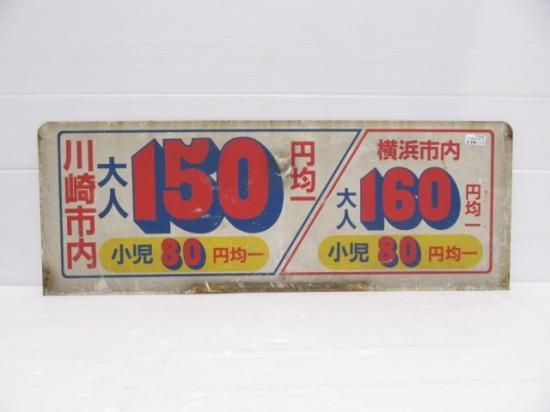 川崎市内
大人 150 円均一
小児 80 円均一
横浜市内
大人 160 円均一
小児 80 円均一